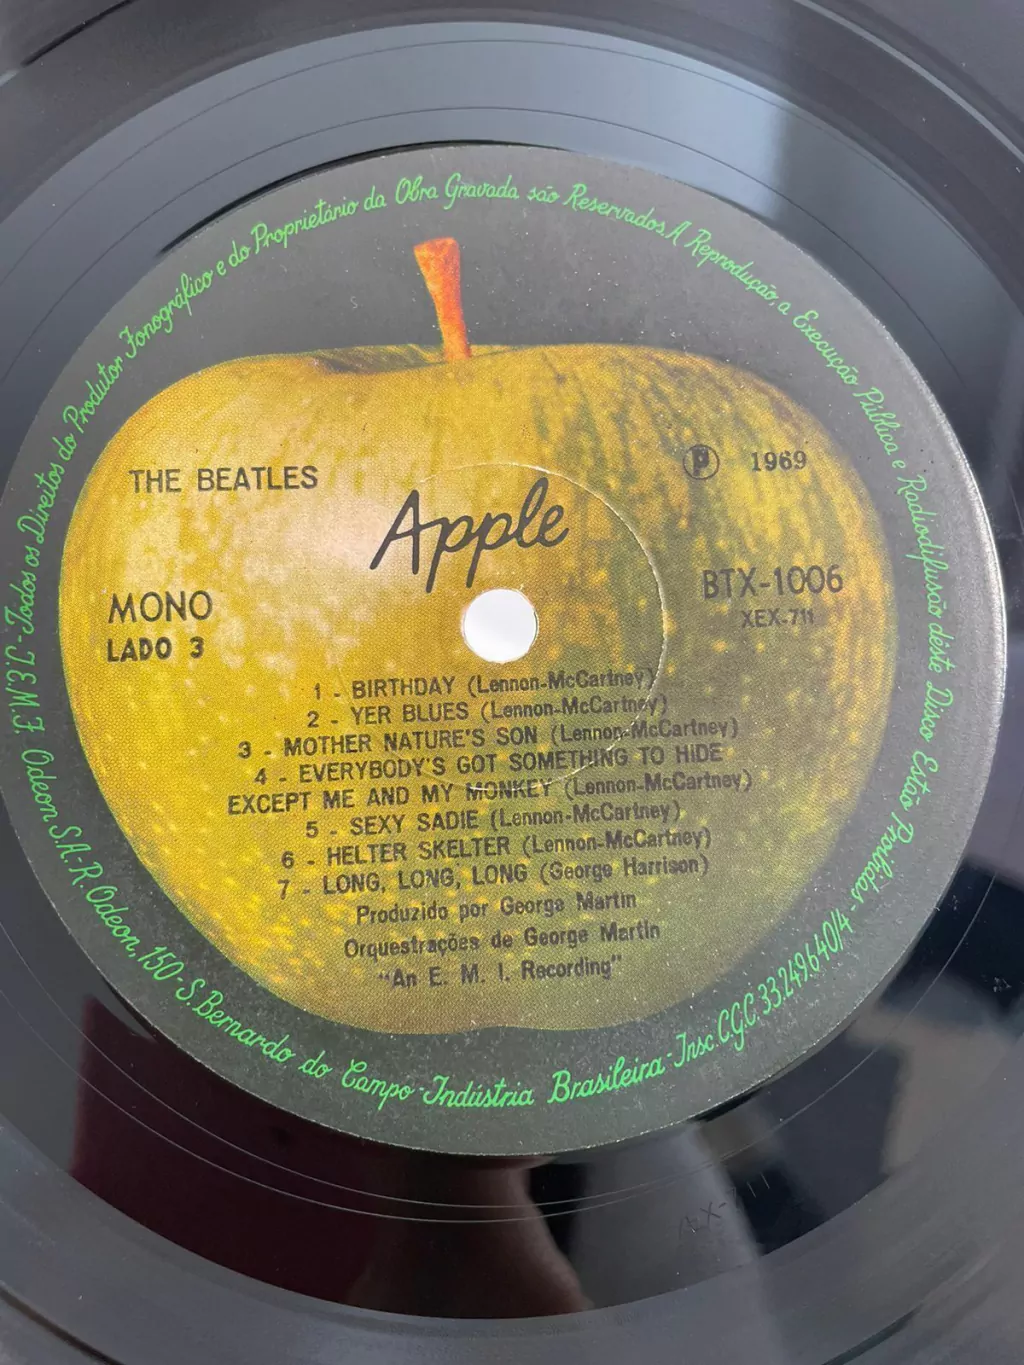 THE BEATLES
Apple
℗ 1969
MONO
LADO 3
BTX-1006
XEX-711
1 - BIRTHDAY (Lennon-McCartney)
2 - YER BLUES (Lennon-McCartney)
3 - MOTHER NATURE'S SON (Lennon-McCartney)
4 - EVERYBODY'S GOT SOMETHING TO HIDE
EXCEPT ME AND MY MONKEY (Lennon-McCartney)
5 - SEXY SADIE (Lennon-McCartney)
6 - HELTER SKELTER (Lennon-McCartney)
7 - LONG, LONG, LONG (George Harrison)
Produzido por George Martin
Orquestrações de George Martin
"An E. M. I. Recording"
Todos os Direitos do Produtor Fonográfico e do Proprietário da Obra Gravada são Reservados. A Reprodução, a Execução Pública e Radiodifusão dêste Disco Estão Proibidas - Insc. C.G.C. 33.249.640/4 -
Odeon S.A. - R. Odeon, 150 - S. Bernardo do Campo - Indústria Brasileira -